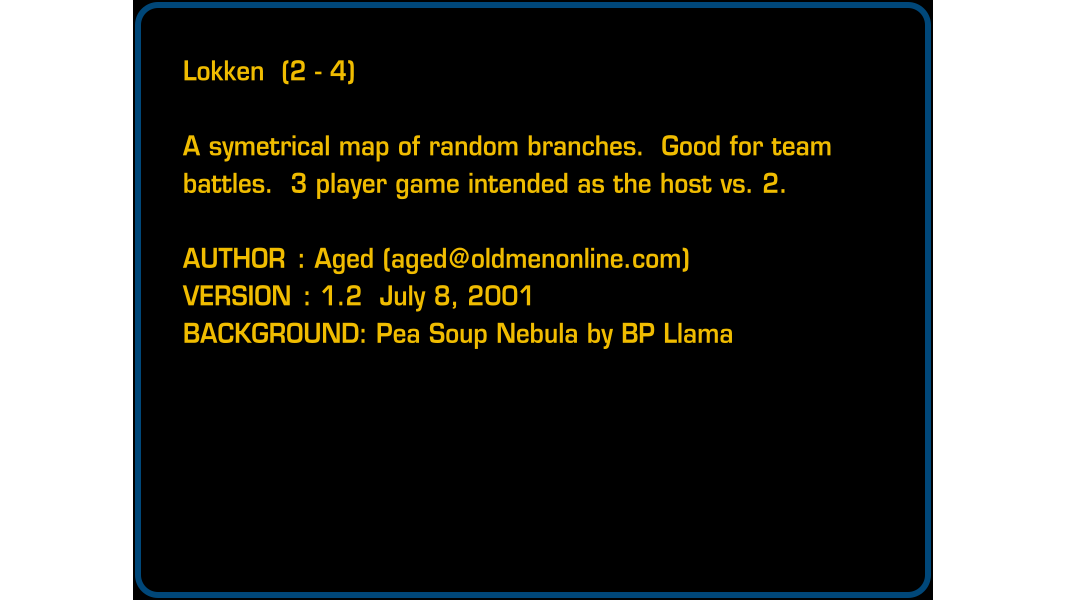 Lokken  (2 - 4)
A symetrical map of random branches.  Good for team
battles.  3 player game intended as the host vs. 2.
AUTHOR  : Aged (aged@oldmenonline.com)
VERSION  : 1.2  July 8, 2001
BACKGROUND: Pea Soup Nebula by BP Llama